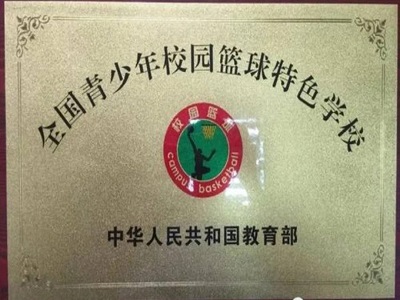 全国青少年校园篮球特色学校
校园篮球
campus basketball
中华人民共和国教育部